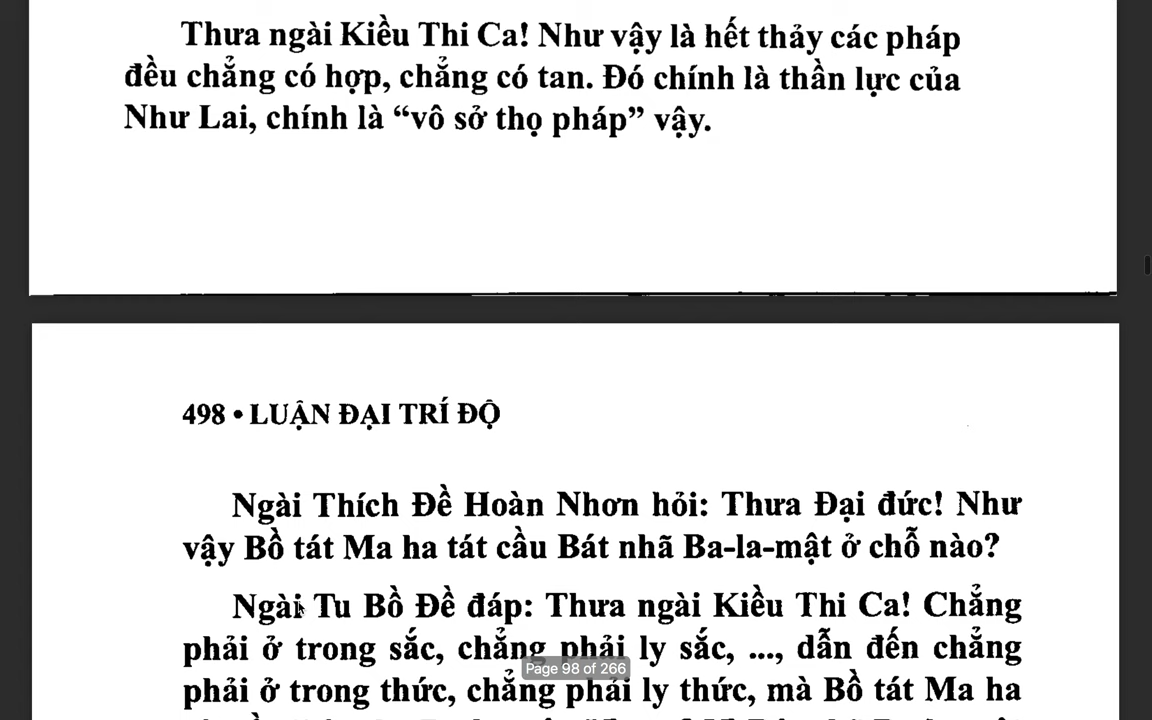 Thưa ngài Kiều Thi Ca! Như vậy là hết thảy các pháp
đều chẳng có hợp, chẳng có tan. Đó chính là thần lực của
Như Lai, chính là “vô sở thọ pháp” vậy.
498 • LUẬN ĐẠI TRÍ ĐỘ
Ngài Thích Đề Hoàn Nhơn hỏi: Thưa Đại đức! Như
vậy Bồ tát Ma ha tát cầu Bát nhã Ba-la-mật ở chỗ nào?
Ngài Tu Bồ Đề đáp: Thưa ngài Kiều Thi Ca! Chẳng
phải ở trong sắc, chẳng phải ly sắc, ..., dẫn đến chẳng
Page 98 of 266
phải ở trong thức, chẳng phải ly thức, mà Bồ tát Ma ha